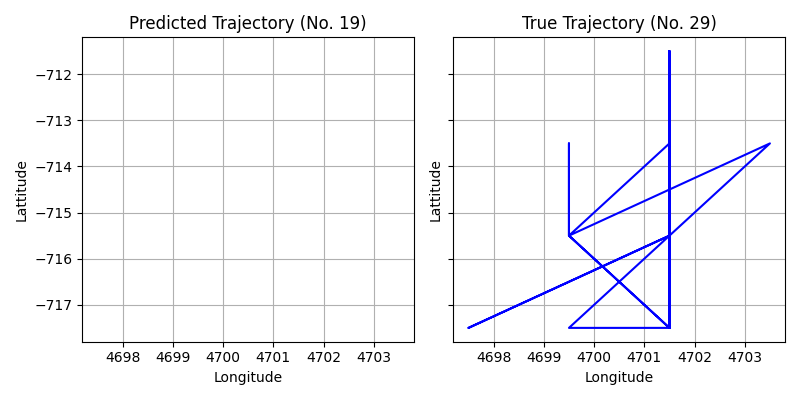 Predicted Trajectory (No. 19)
−712
−713
−714
−715
−716
−717
Lattitude
4698 4699 4700 4701 4702 4703
Longitude
True Trajectory (No. 29)
Lattitude
4698 4699 4700 4701 4702 4703
Longitude